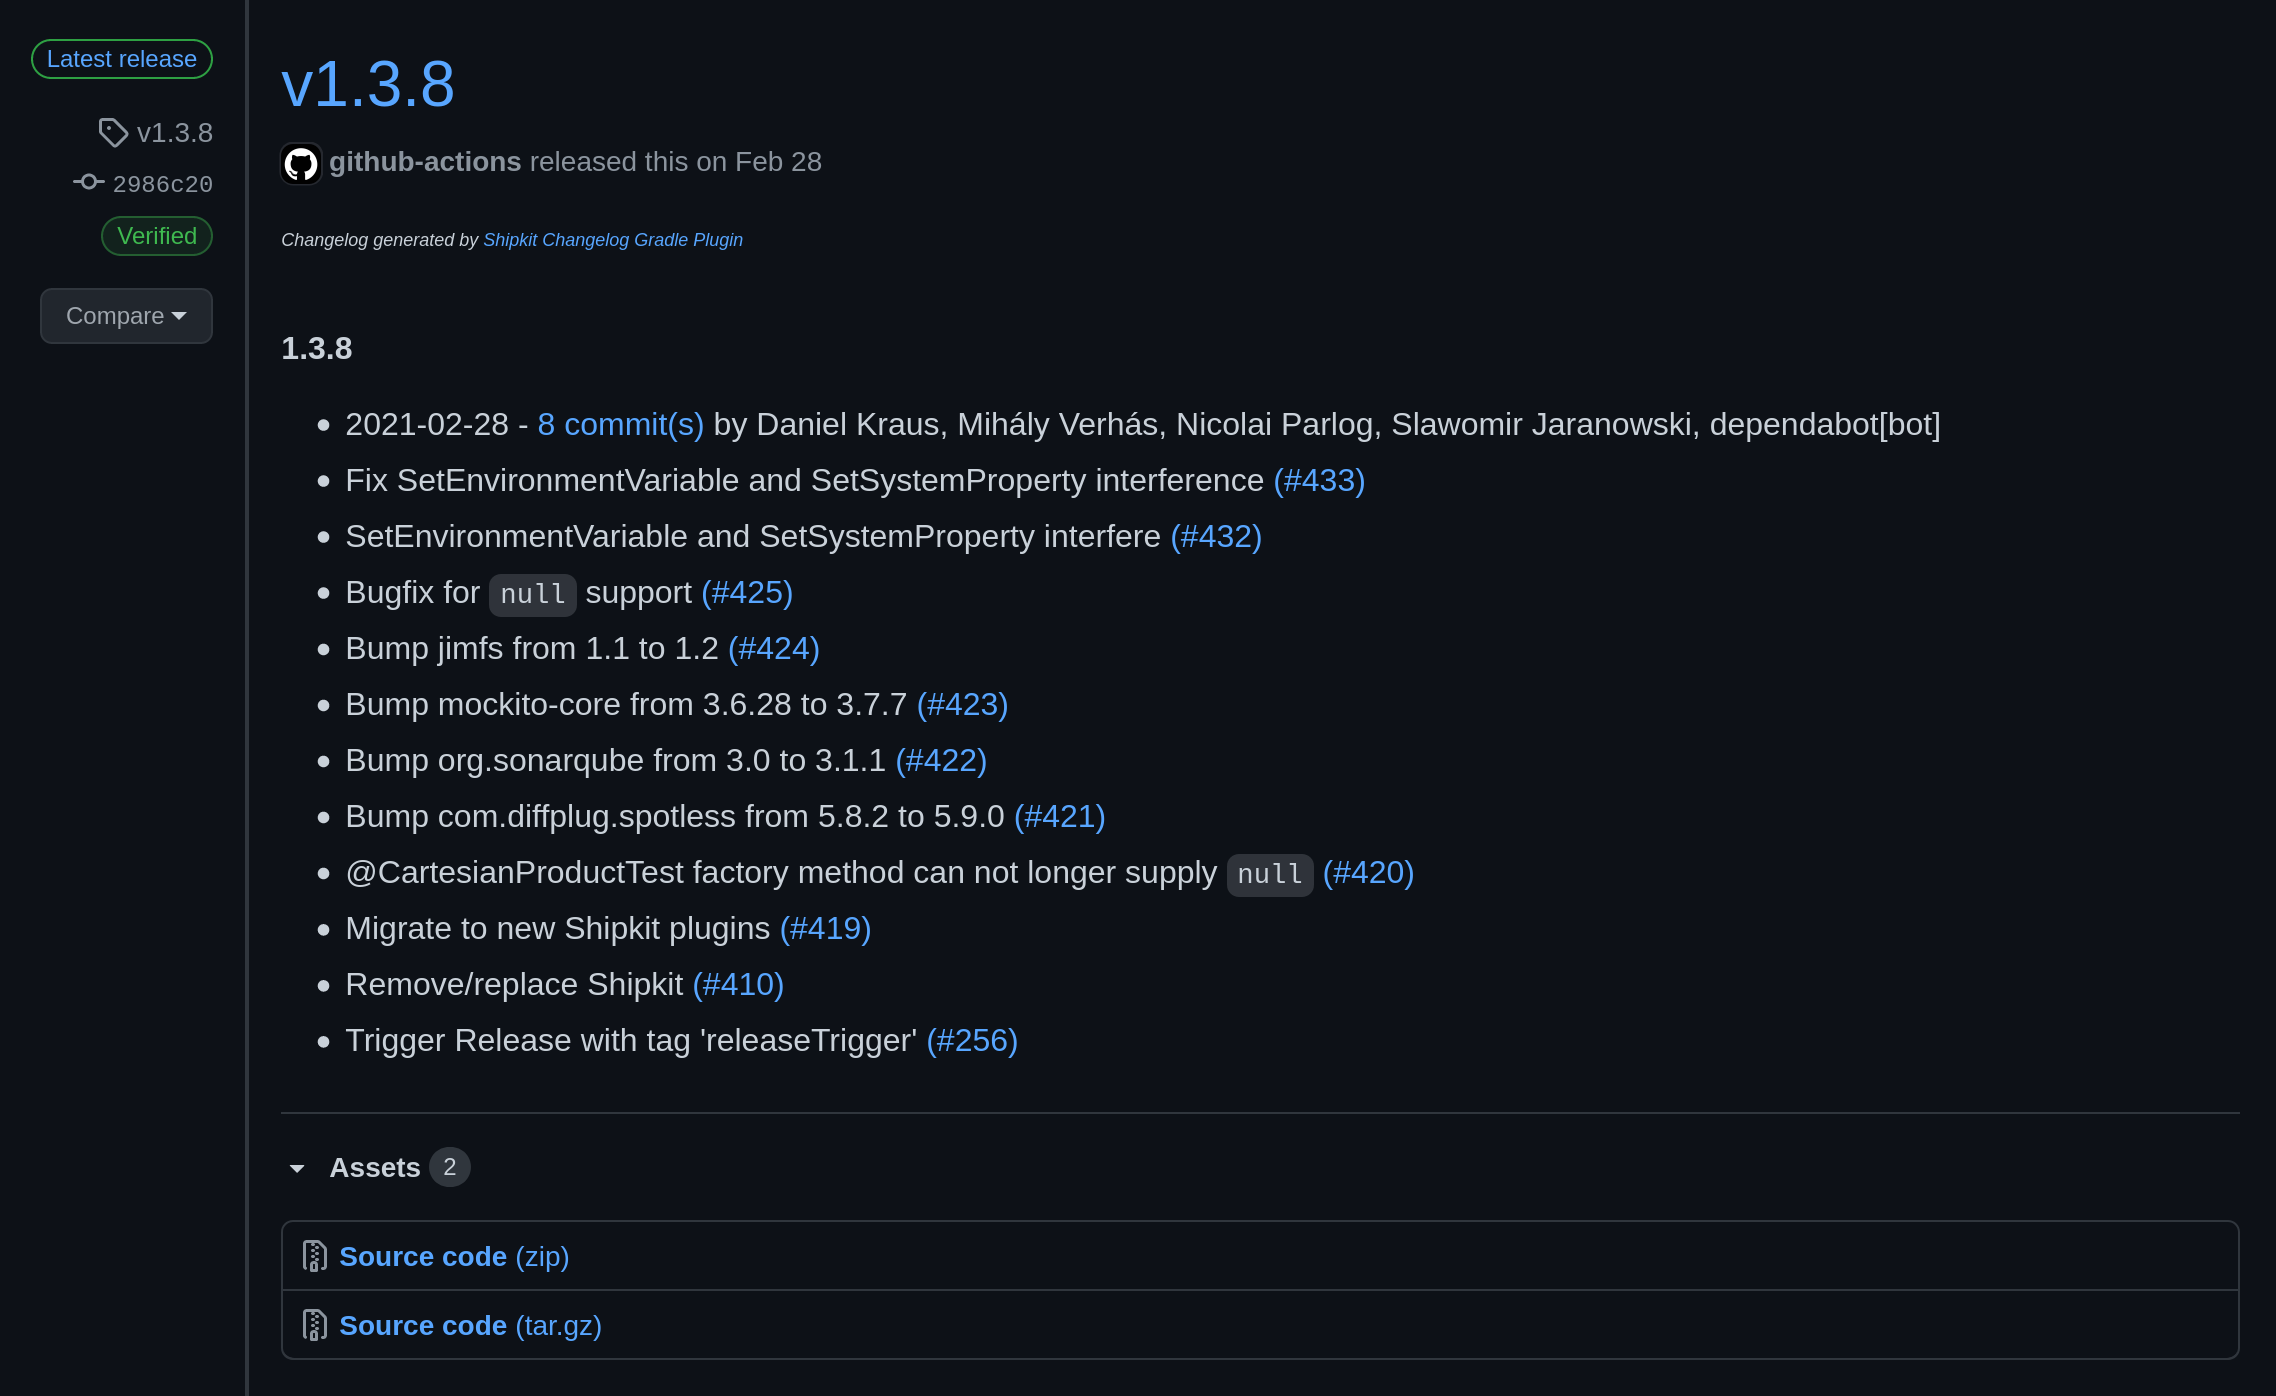 Latest release
v1.3.8
2986c20
Verified
Compare
v1.3.8
github-actions released this on Feb 28
Changelog generated by Shipkit Changelog Gradle Plugin
1.3.8
2021-02-28 - 8 commit(s) by Daniel Kraus, Mihály Verhás, Nicolai Parlog, Slawomir Jaranowski, dependabot[bot]
Fix SetEnvironmentVariable and SetSystemProperty interference (#433)
SetEnvironmentVariable and SetSystemProperty interfere (#432)
Bugfix for null support (#425)
Bump jimfs from 1.1 to 1.2 (#424)
Bump mockito-core from 3.6.28 to 3.7.7 (#423)
Bump org.sonarqube from 3.0 to 3.1.1 (#422)
Bump com.diffplug.spotless from 5.8.2 to 5.9.0 (#421)
@CartesianProductTest factory method can not longer supply null (#420)
Migrate to new Shipkit plugins (#419)
Remove/replace Shipkit (#410)
Trigger Release with tag 'releaseTrigger' (#256)
Assets 2
Source code (zip)
Source code (tar.gz)